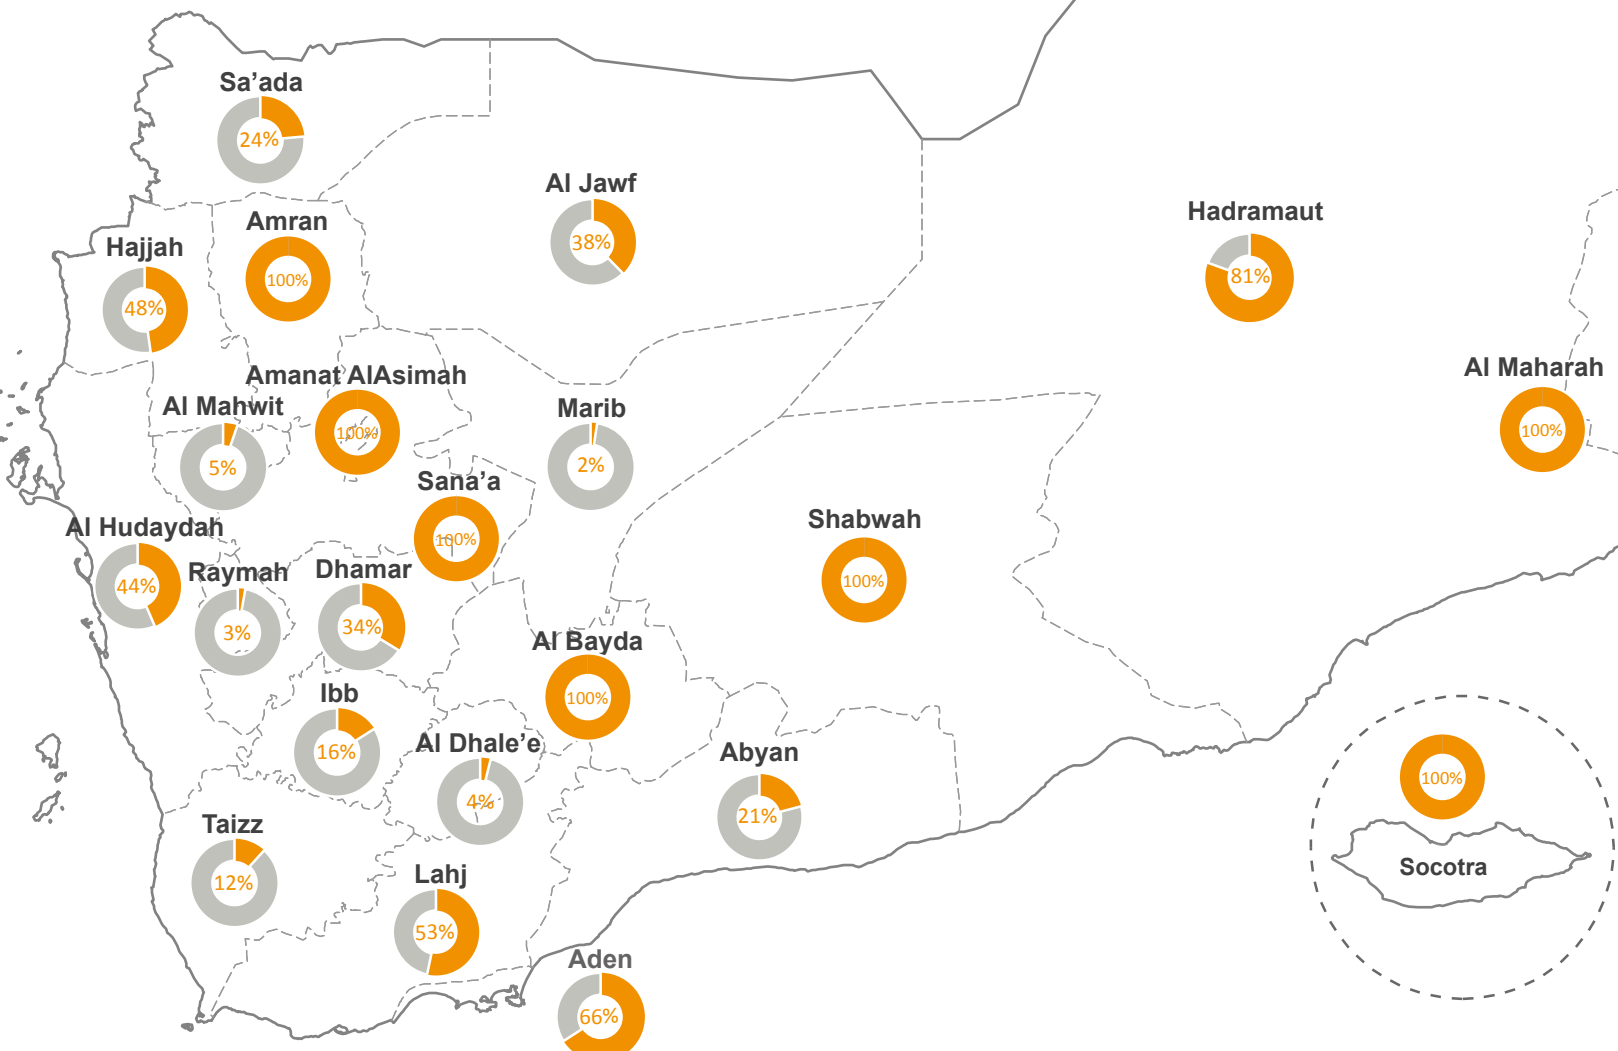 Sa’ada
24%
Al Jawf
38%
Hadramaut
81%
Amran
100%
Hajjah
48%
Amanat AlAsimah
100%
Al Maharah
100%
Al Mahwit
5%
Marib
2%
Sana’a
100%
Shabwah
100%
Al Hudaydah
44%
Raymah
3%
Dhamar
34%
Al Bayda
100%
Ibb
16%
Al Dhale’e
4%
Abyan
21%
100%
Socotra
Taizz
12%
Lahj
53%
Aden
66%